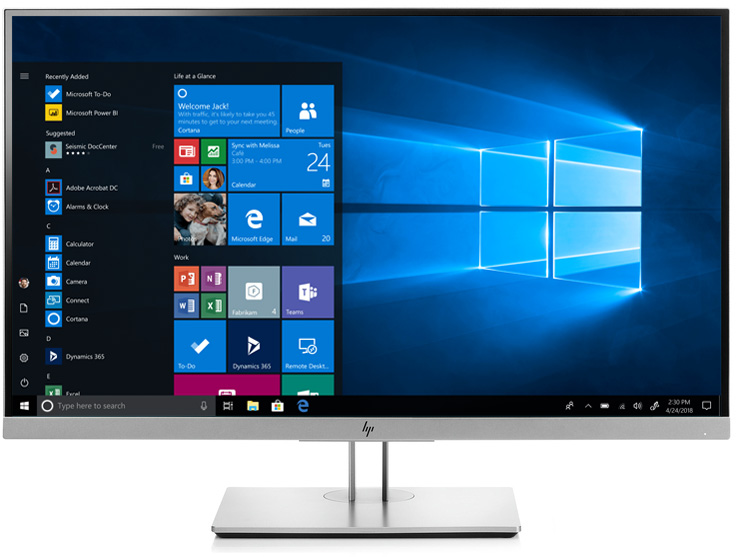 Recently Added
Microsoft To-Do
Microsoft Power BI
Suggested
Seismic DocCenter
Free
A
Adobe Acrobat DC
Alarms & Clock
C
Calculator
Calendar
Camera
Connect
Cortana
D
Dynamics 365
E
Excel
Life at a Glance
Welcome Jack!
With traffic, it's likely to take you 45
minutes to get to your next meeting
Cortana
People
Sync with Melissa
Café
3:00 PM - 4:00 PM
Tues
24
Calendar
Microsoft Edge
Mail
20
Work
P
N
W
X
Fabrikam
4
T
Teams
To-Do
Dynamics 365
Remote Deskt...
Type here to search
2:30 PM
4/24/2018
hp